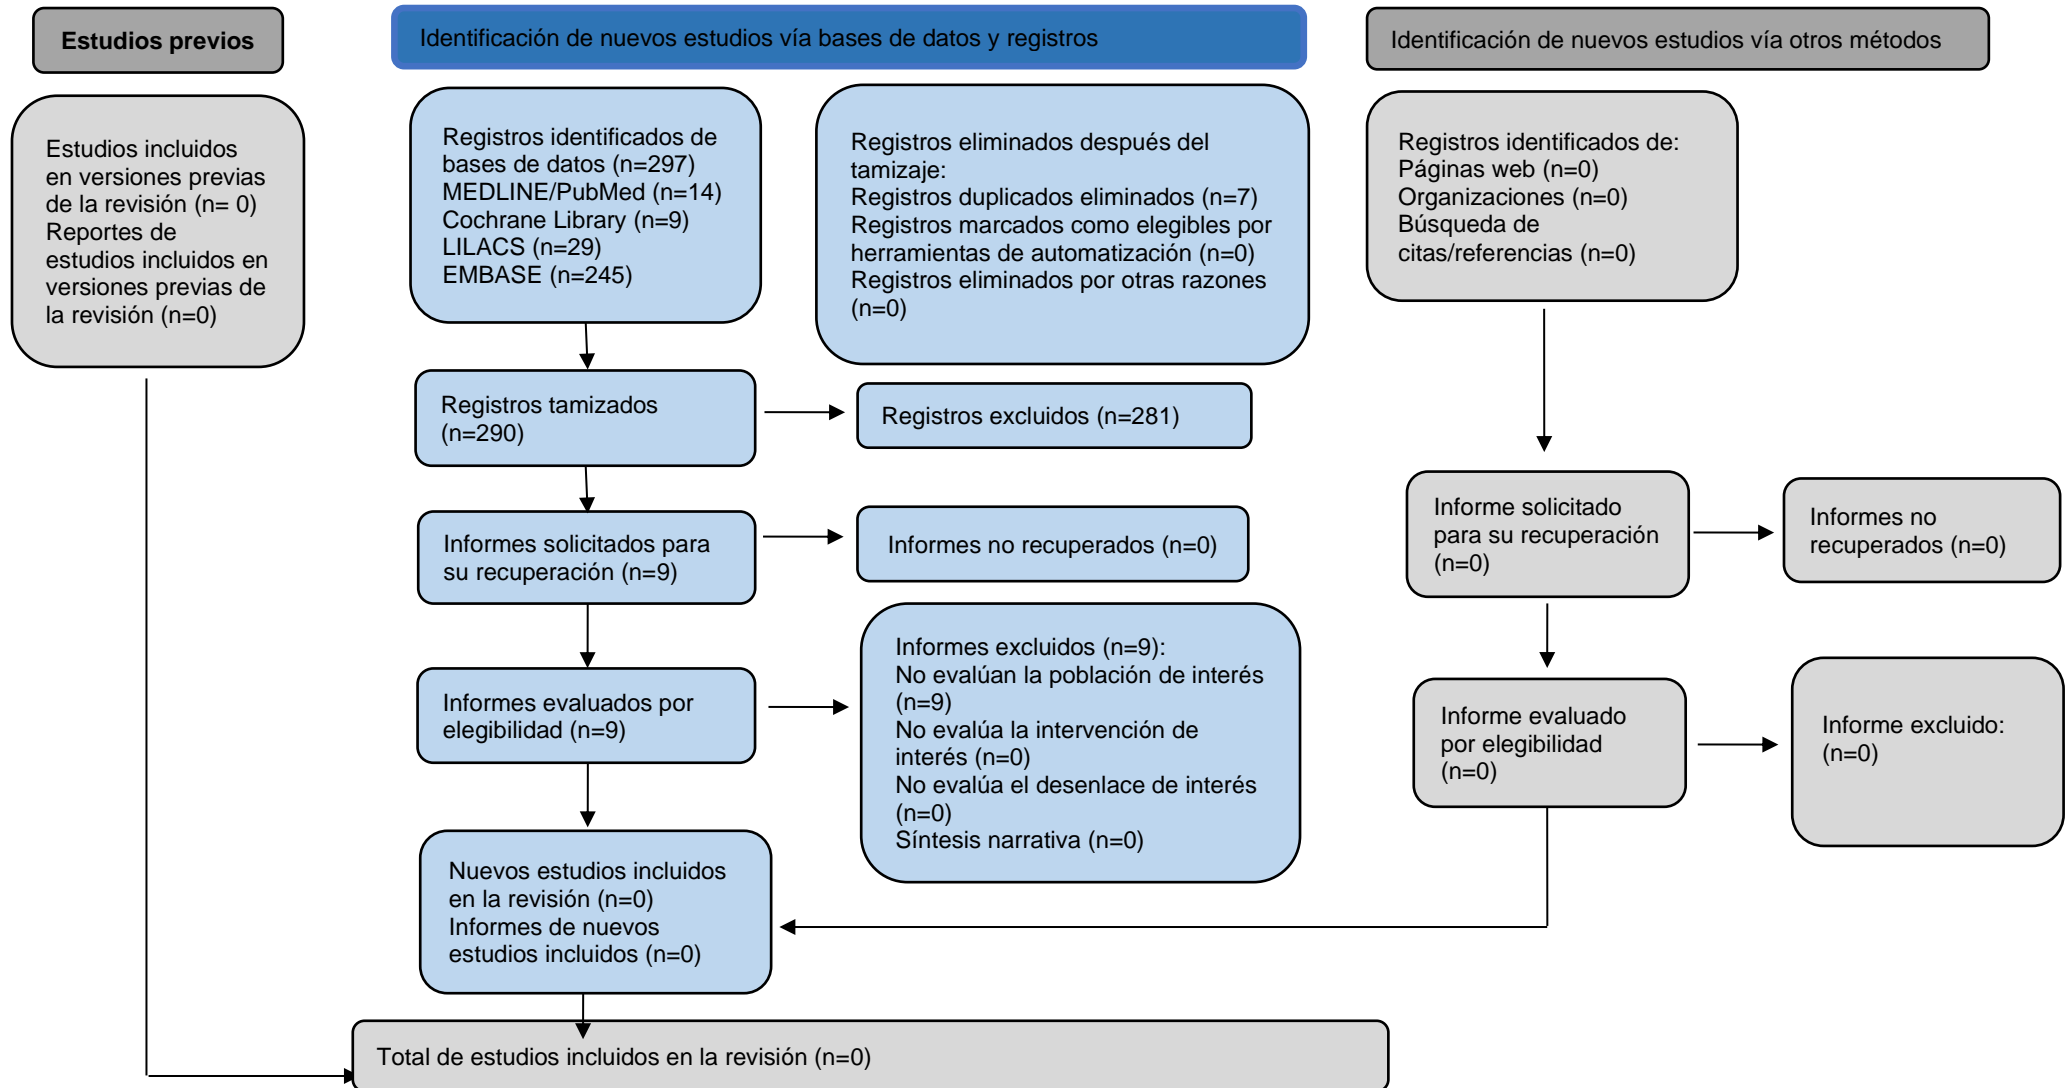 Estudios previos
Identificación de nuevos estudios vía bases de datos y registros
Identificación de nuevos estudios vía otros métodos
Estudios incluidos
en versiones previas
de la revisión (n= 0)
Reportes de
estudios incluidos en
versiones previas de
la revisión (n=0)
Registros identificados de
bases de datos (n=297)
MEDLINE/PubMed (n=14)
Cochrane Library (n=9)
LILACS (n=29)
EMBASE (n=245)
Registros eliminados después del
tamizaje:
Registros duplicados eliminados (n=7)
Registros marcados como elegibles por
herramientas de automatización (n=0)
Registros eliminados por otras razones
(n=0)
Registros identificados de:
Páginas web (n=0)
Organizaciones (n=0)
Búsqueda de
citas/referencias (n=0)
Registros tamizados
(n=290)
Registros excluidos (n=281)
Informes solicitados para
su recuperación (n=9)
Informes no recuperados (n=0)
Informe solicitado
para su recuperación
(n=0)
Informes no
recuperados (n=0)
Informes evaluados por
elegibilidad (n=9)
Informes excluidos (n=9):
No evalúan la población de interés
(n=9)
No evalúa la intervención de
interés (n=0)
No evalúa el desenlace de interés
(n=0)
Síntesis narrativa (n=0)
Informe evaluado
por elegibilidad
(n=0)
Informe excluido:
(n=0)
Nuevos estudios incluidos
en la revisión (n=0)
Informes de nuevos
estudios incluidos (n=0)
Total de estudios incluidos en la revisión (n=0)